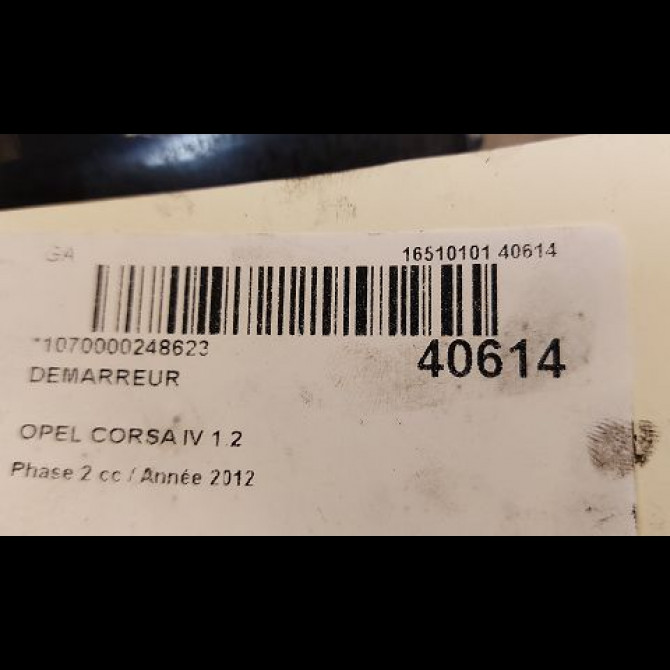 GA 16510101 40614
*1070000248623
40614
DEMARREUR
OPEL CORSA IV 1.2
Phase 2 cc / Année 2012